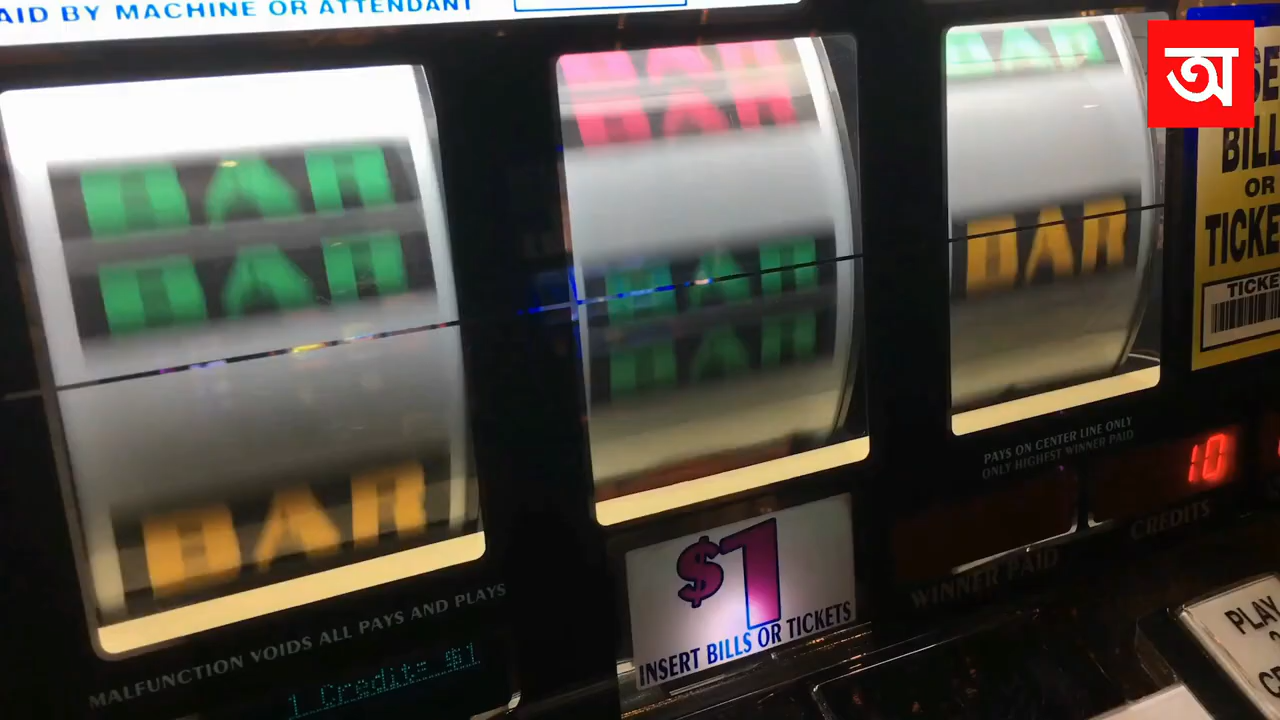 AID BY MACHINE OR ATTENDANT
অ
BAR
BAR
BAR
BAR
BAR
BAR
BAR
BAR
BAR
BILL
OR
TICKE
TICKE
PAYS ON CENTER LINE ONLY
ONLY HIGHEST WINNER PAID
10
CREDITS
WINNER PAID
$1
INSERT BILLS OR TICKETS
MALFUNCTION VOIDS ALL PAYS AND PLAYS
1 Credit= $1
PLAY